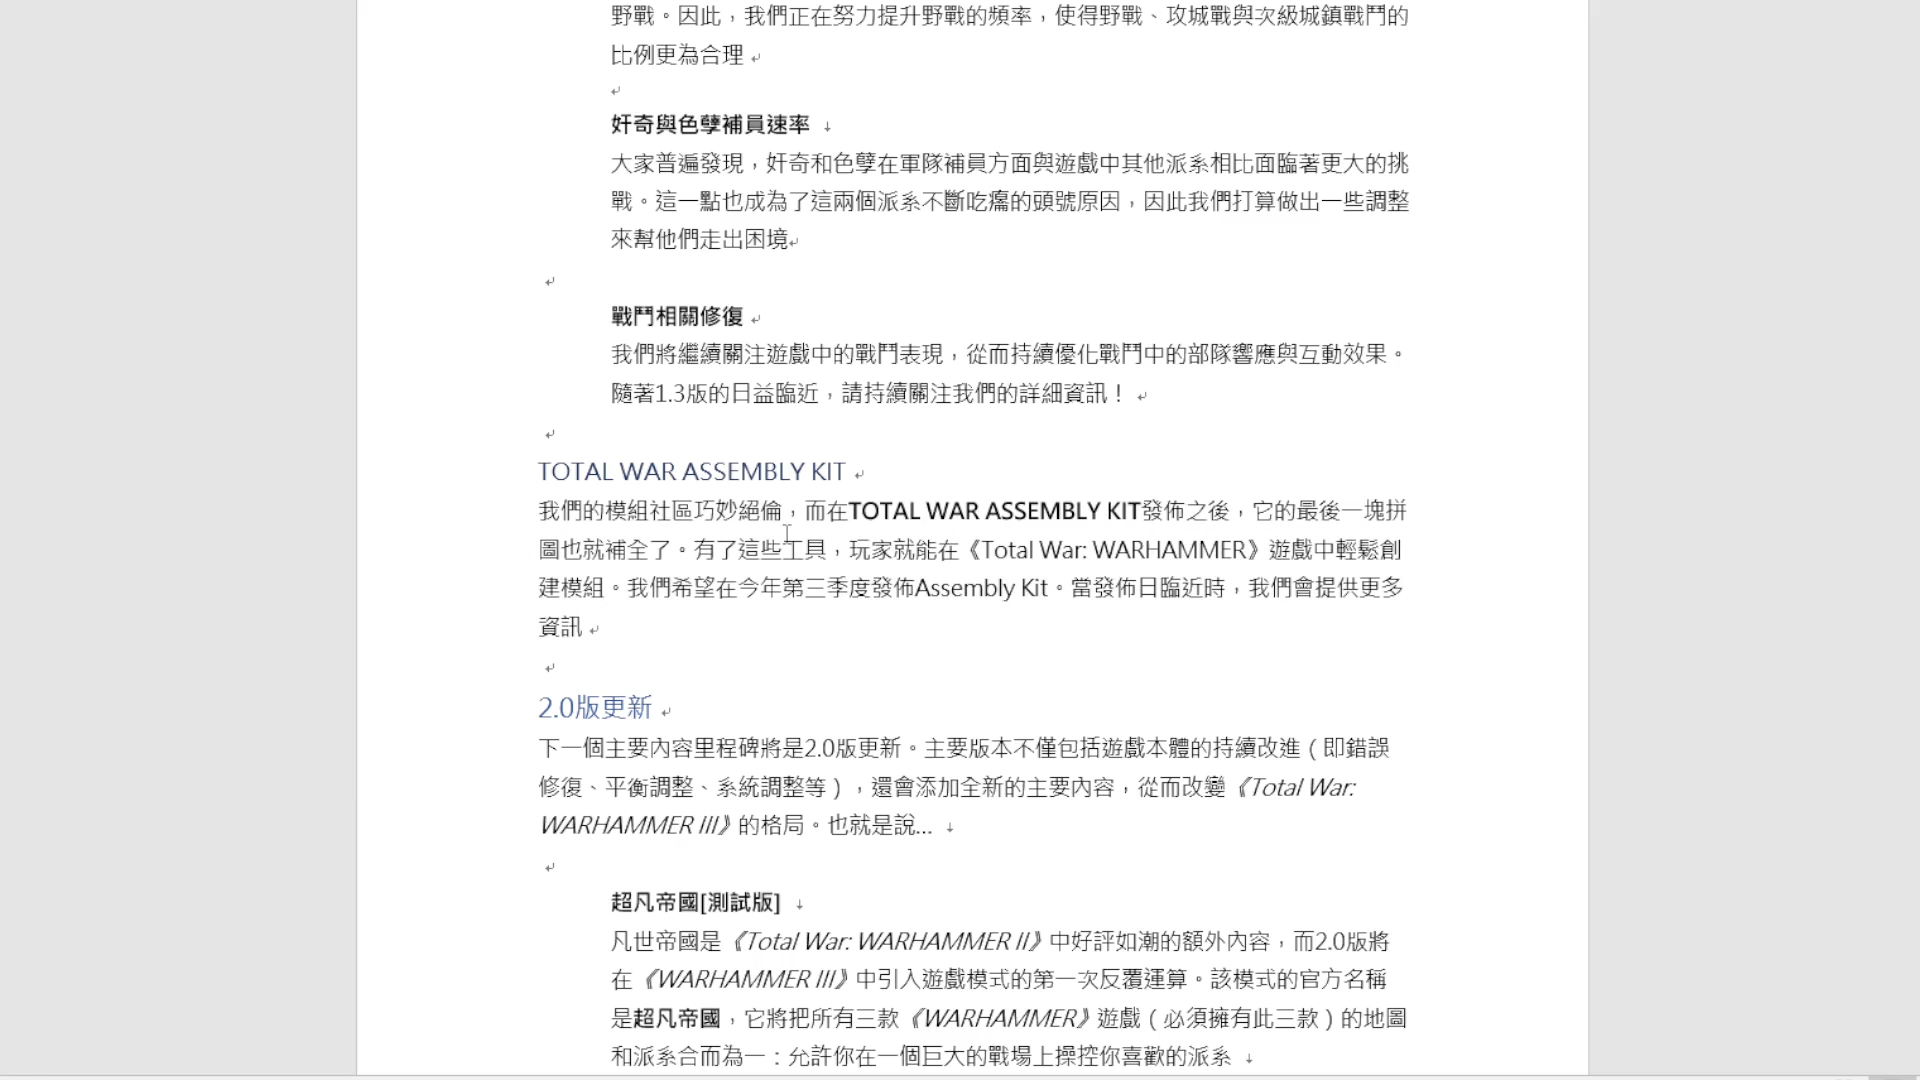 野戰。因此，我們正在努力提升野戰的頻率，使得野戰、攻城戰與次級城鎮戰鬥的
比例更為合理
奸奇與色孽補員速率
大家普遍發現，奸奇和色孽在軍隊補員方面與遊戲中其他派系相比面臨著更大的挑
戰。這一點也成為了這兩個派系不斷吃癟的頭號原因，因此我們打算做出一些調整
來幫他們走出困境
戰鬥相關修復
我們將繼續關注遊戲中的戰鬥表現，從而持續優化戰鬥中的部隊響應與互動效果。
隨著1.3版的日益臨近，請持續關注我們的詳細資訊！
TOTAL WAR ASSEMBLY KIT
我們的模組社區巧妙絕倫，而在TOTAL WAR ASSEMBLY KIT發佈之後，它的最後一塊拼
圖也就補全了。有了這些工具，玩家就能在《Total War: WARHAMMER》遊戲中輕鬆創
建模組。我們希望在今年第三季度發佈Assembly Kit。當發佈日臨近時，我們會提供更多
資訊
2.0版更新
下一個主要內容里程碑將是2.0版更新。主要版本不僅包括遊戲本體的持續改進（即錯誤
修復、平衡調整、系統調整等），還會添加全新的主要內容，從而改變《Total War:
WARHAMMER III》的格局。也就是說...
超凡帝國[測試版]
凡世帝國是《Total War: WARHAMMER II》中好評如潮的額外內容，而2.0版將
在《WARHAMMER III》中引入遊戲模式的第一次反覆運算。該模式的官方名稱
是超凡帝國，它將把所有三款《WARHAMMER》遊戲（必須擁有此三款）的地圖
和派系合而為一：允許你在一個巨大的戰場上操控你喜歡的派系